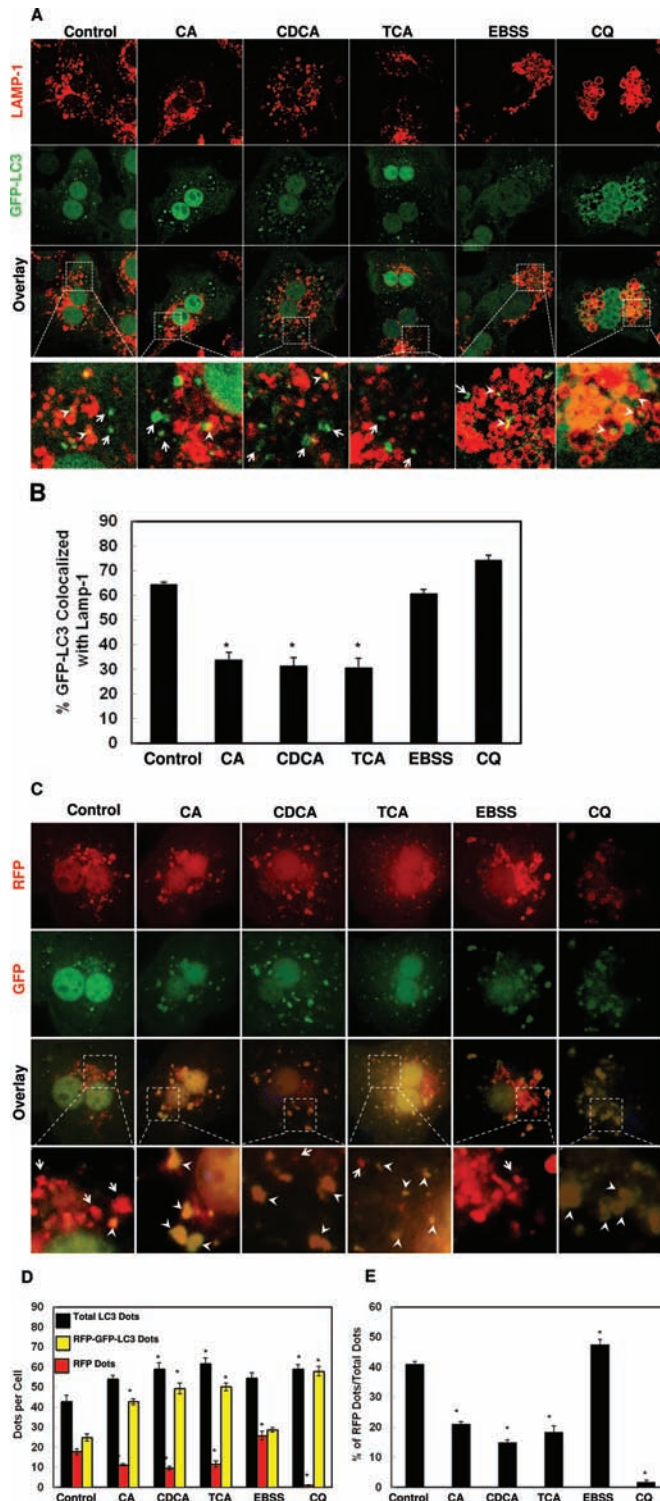 A
Control CA CDCA TCA EBSS CQ
LAMP-1
GFP-LC3
Overlay
B
% GFP-LC3 Colocalized
with Lamp-1
90
80
70
60
50
40
30
20
10
0
* * *
Control CA CDCA TCA EBSS CQ
C
Control CA CDCA TCA EBSS CQ
RFP
GFP
Overlay
D
Dots per Cell
90
80
70
60
50
40
30
20
10
0
Total LC3 Dots
RFP-GFP-LC3 Dots
RFP Dots
Control CA CDCA TCA EBSS CQ
E
% of RFP Dots/Total Dots
60
50
40
30
20
10
0
* * * * *
Control CA CDCA TCA EBSS CQ